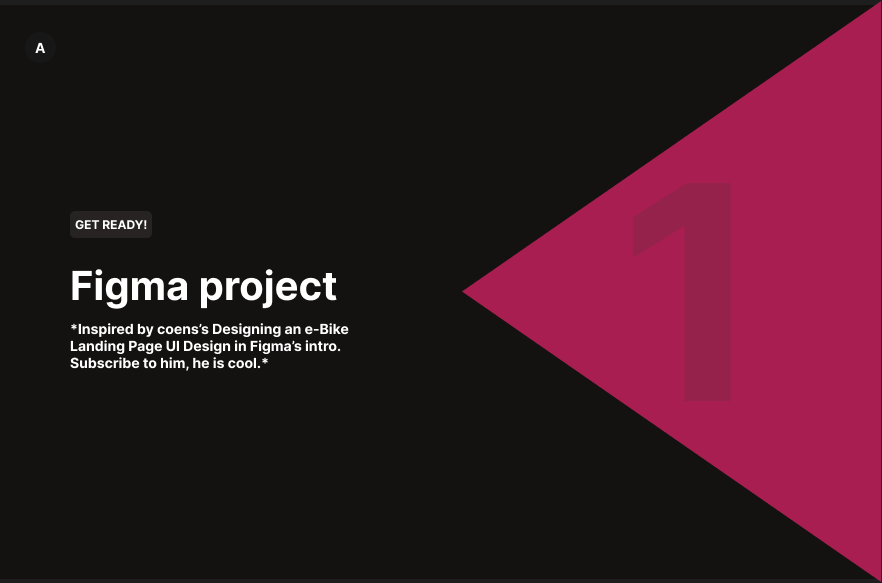 A
GET READY!
Figma project
*Inspired by coens’s Designing an e-Bike
Landing Page UI Design in Figma’s intro.
Subscribe to him, he is cool.*
1